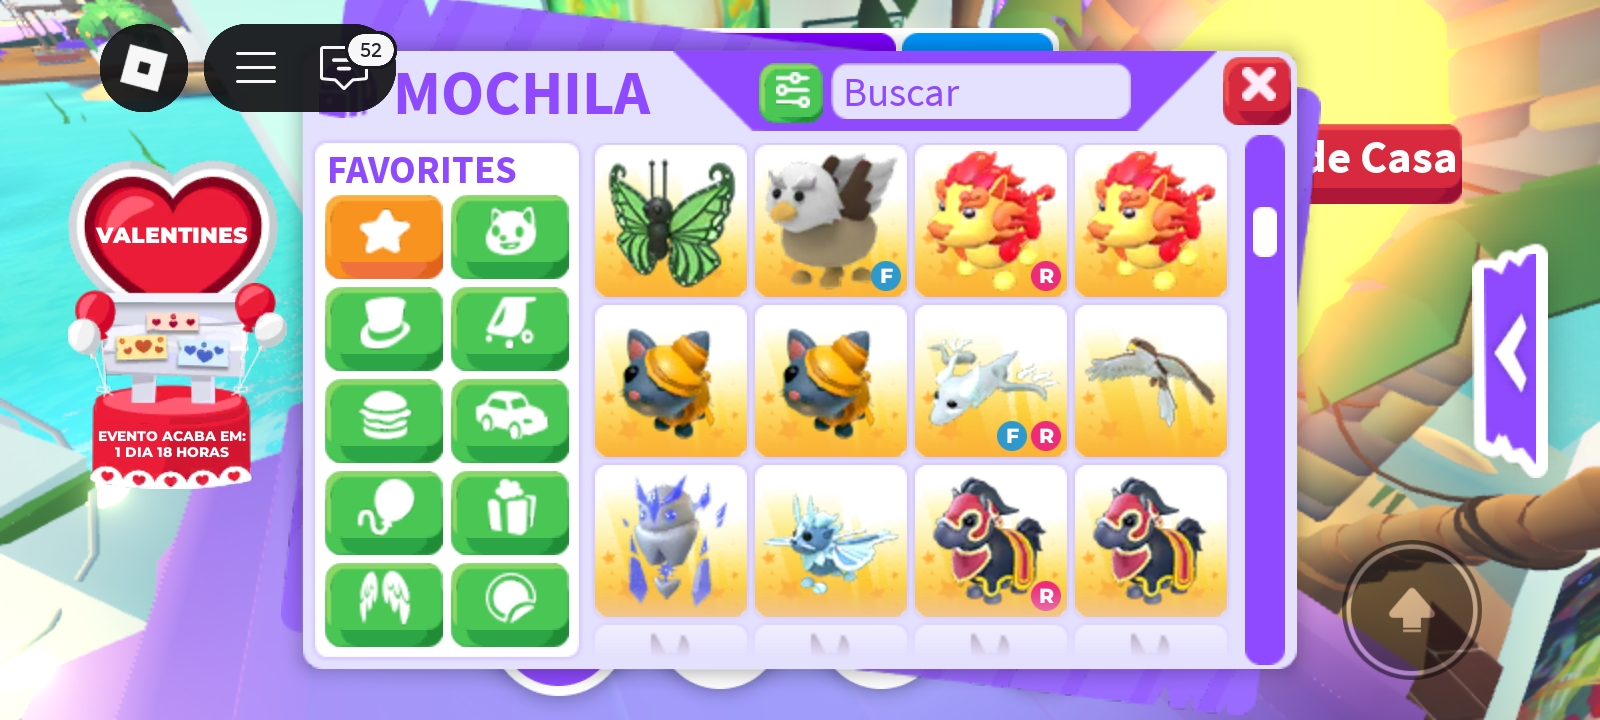 52
MOCHILA
Buscar
de Casa
FAVORITES
VALENTINES
EVENTO ACABA EM:
1 DIA 18 HORAS
F
R
F R
R